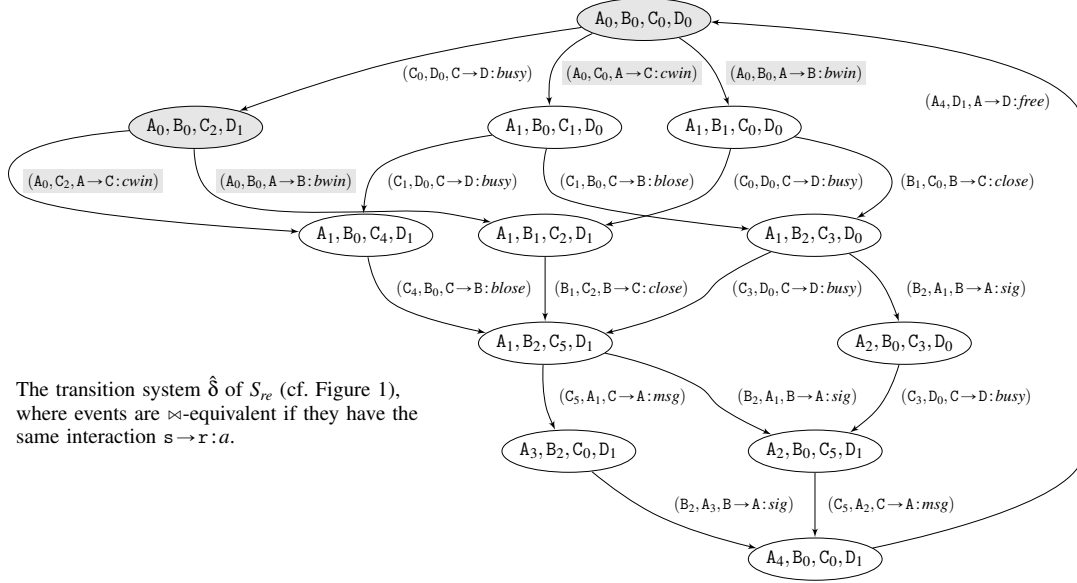 A₀, B₀, C₀, D₀
(C₀, D₀, C→D: busy)
(A₀, C₀, A→C: cwin)
(A₀, B₀, A→B: bwin)
(A₄, D₁, A→D: free)
A₀, B₀, C₂, D₁
A₁, B₀, C₁, D₀
A₁, B₁, C₀, D₀
(A₀, C₂, A→C: cwin)
(A₀, B₀, A→B: bwin)
(C₁, D₀, C→D: busy)
(C₁, B₀, C→B: blose)
(C₀, D₀, C→D: busy)
(B₁, C₀, B→C: close)
A₁, B₀, C₄, D₁
A₁, B₁, C₂, D₁
A₁, B₂, C₃, D₀
(C₄, B₀, C→B: blose)
(B₁, C₂, B→C: close)
(C₃, D₀, C→D: busy)
(B₂, A₁, B→A: sig)
A₁, B₂, C₅, D₁
A₂, B₀, C₃, D₀
The transition system δ̂ of Sᵣₑ (cf. Figure 1),
where events are ⋈-equivalent if they have the
same interaction s→r: a.
(C₅, A₁, C→A: msg)
(B₂, A₁, B→A: sig)
(C₃, D₀, C→D: busy)
A₃, B₂, C₀, D₁
A₂, B₀, C₅, D₁
(B₂, A₃, B→A: sig)
(C₅, A₂, C→A: msg)
A₄, B₀, C₀, D₁